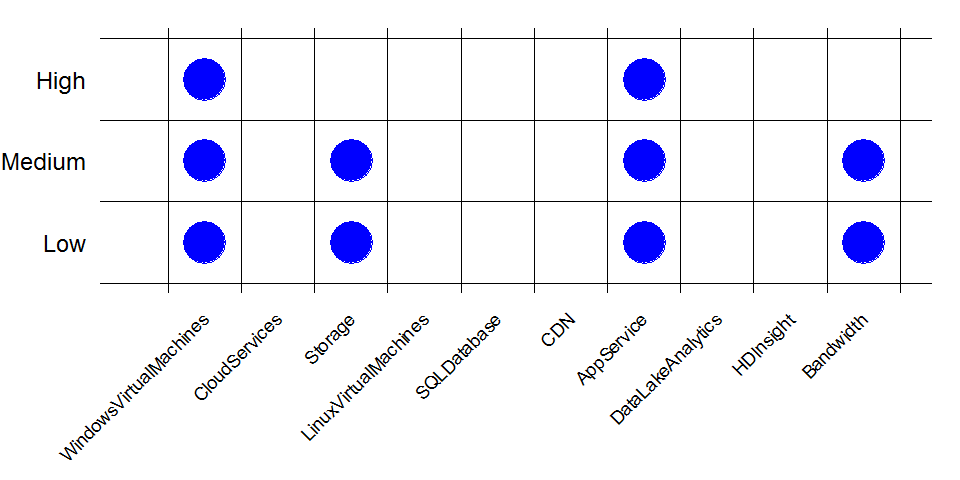 High
Medium
Low
WindowsVirtualMachines
CloudServices
Storage
LinuxVirtualMachines
SQLDatabase
CDN
AppService
DataLakeAnalytics
HDInsight
Bandwidth